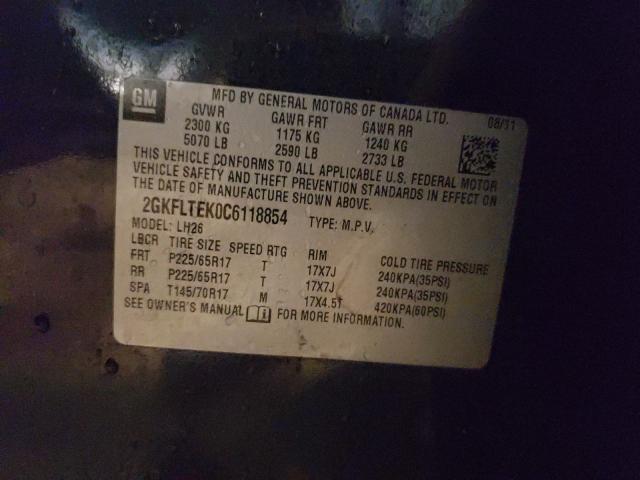 GM
MFD BY GENERAL MOTORS OF CANADA LTD.
08/11
GVWR GAWR FRT GAWR RR
2300 KG 1175 KG 1240 KG
5070 LB 2590 LB 2733 LB
THIS VEHICLE CONFORMS TO ALL APPLICABLE U.S. FEDERAL MOTOR
VEHICLE SAFETY AND THEFT PREVENTION STANDARDS IN EFFECT ON
THE DATE OF MANUFACTURE SHOWN ABOVE.
2GKFLTEK0C6118854 TYPE: M.P.V.
MODEL: LH26
LBCR TIRE SIZE SPEED RTG RIM COLD TIRE PRESSURE
FRT P225/65R17 T 17X7J 240KPA(35PSI)
RR P225/65R17 T 17X7J 240KPA(35PSI)
SPA T145/70R17 M 17X4.5T 420KPA(60PSI)
SEE OWNER'S MANUAL FOR MORE INFORMATION.